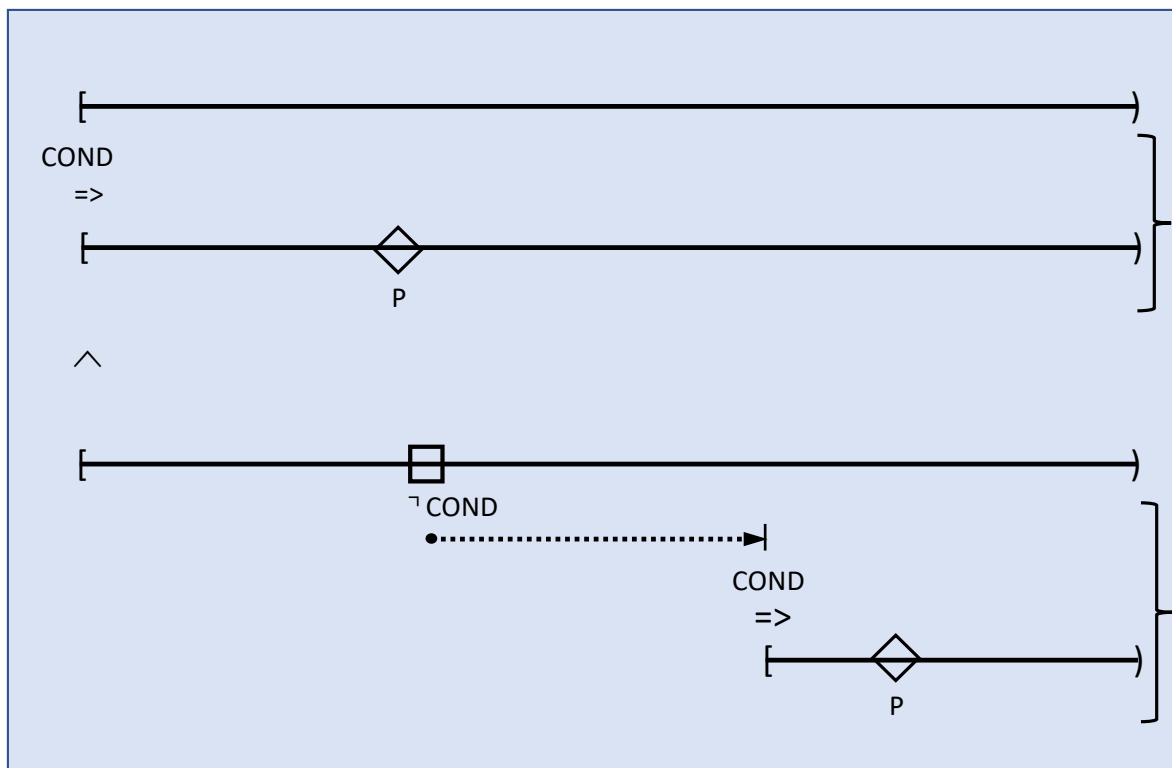 [ )
COND
=>
[ )
P
^
[ )
¬ COND
COND
=>
[ )
P